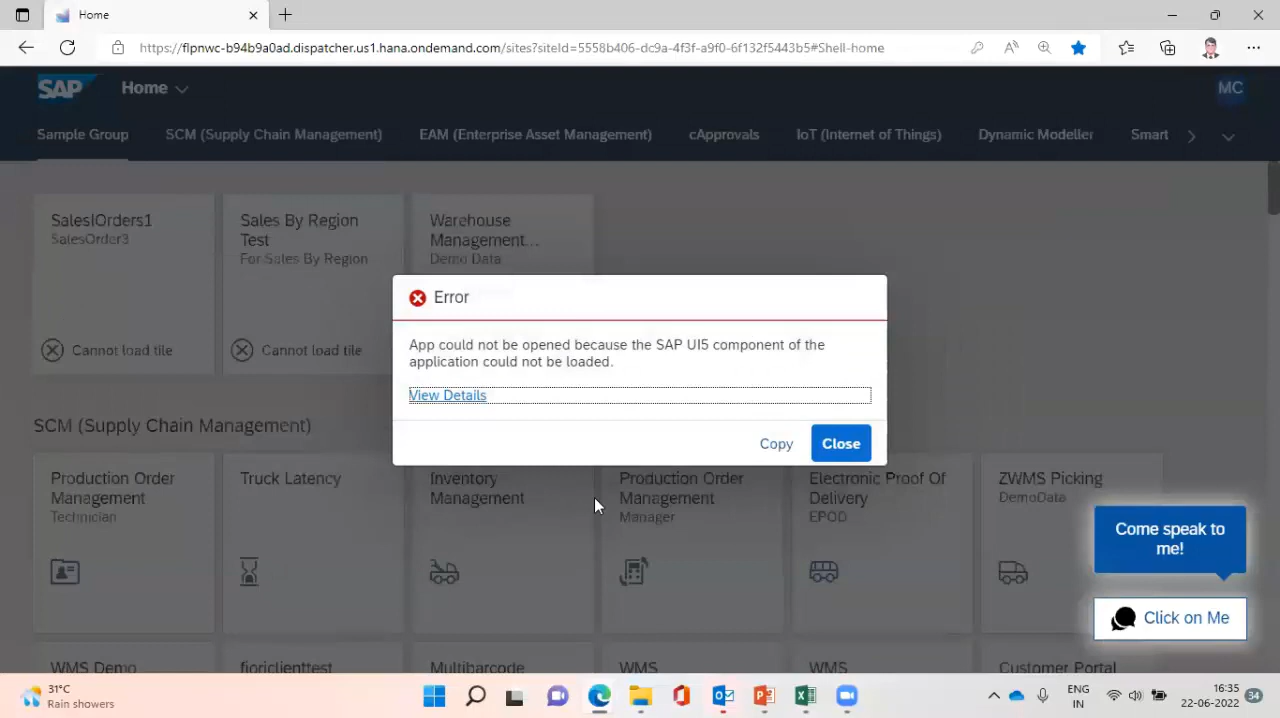 Home
https://flpnwc-b94b9a0ad.dispatcher.us1.hana.ondemand.com/sites?siteId=5558b406-dc9a-4f3f-a9f0-6f132f5443b5#Shell-home
SAP Home MC
Sample Group SCM (Supply Chain Management) EAM (Enterprise Asset Management) cApprovals IoT (Internet of Things) Dynamic Modeller Smart
SalesIOrders1
SalesOrder3
Cannot load tile
Sales By Region
Test
For Sales By Region
Cannot load tile
Warehouse
Management...
Demo Data
Error
App could not be opened because the SAP UI5 component of the
application could not be loaded.
View Details
Copy Close
SCM (Supply Chain Management)
Production Order
Management
Technician
Truck Latency
Inventory
Management
Production Order
Management
Manager
Electronic Proof Of
Delivery
EPOD
ZWMS Picking
DemoData
Come speak to
me!
Click on Me
WMS Demo fioriclienttest Multibarcode WMS WMS Customer Portal
31°C
Rain showers
ENG
IN
16:35
22-06-2022
34